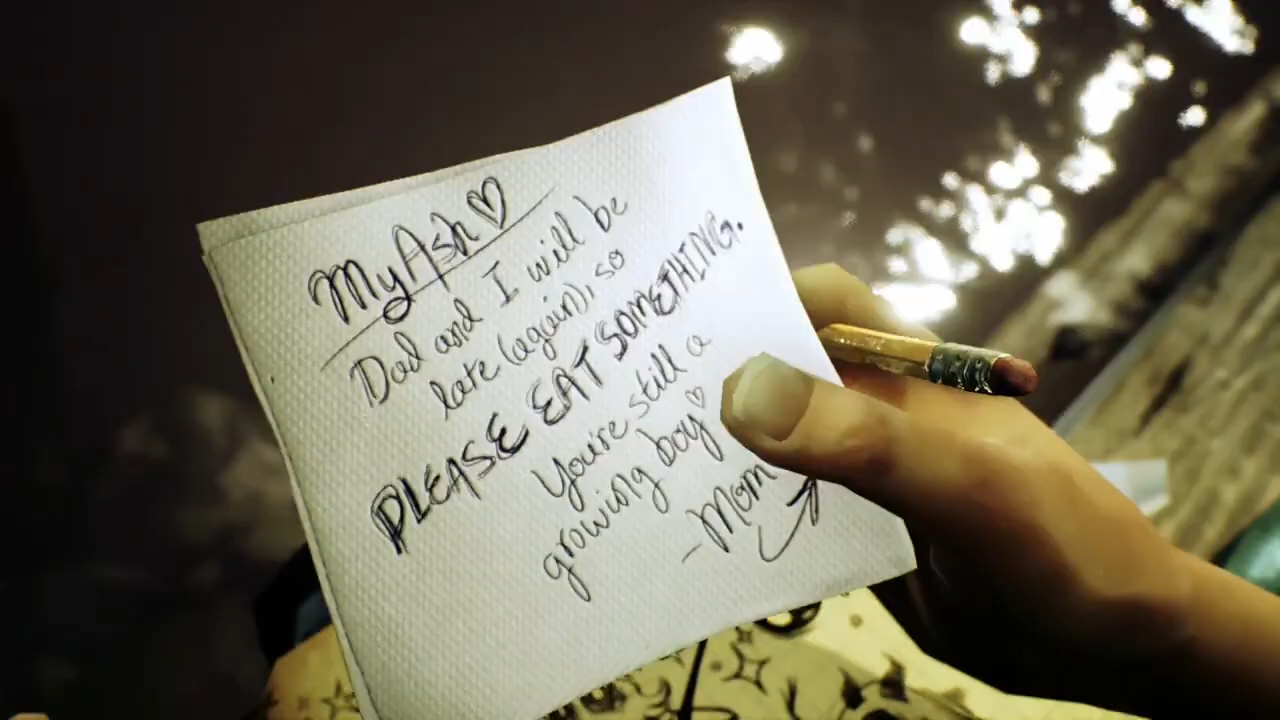 My Ash ♡
Dad and I will be
late (again), so
PLEASE EAT SOMETHING.
You're still a
growing boy ♡
-Mom